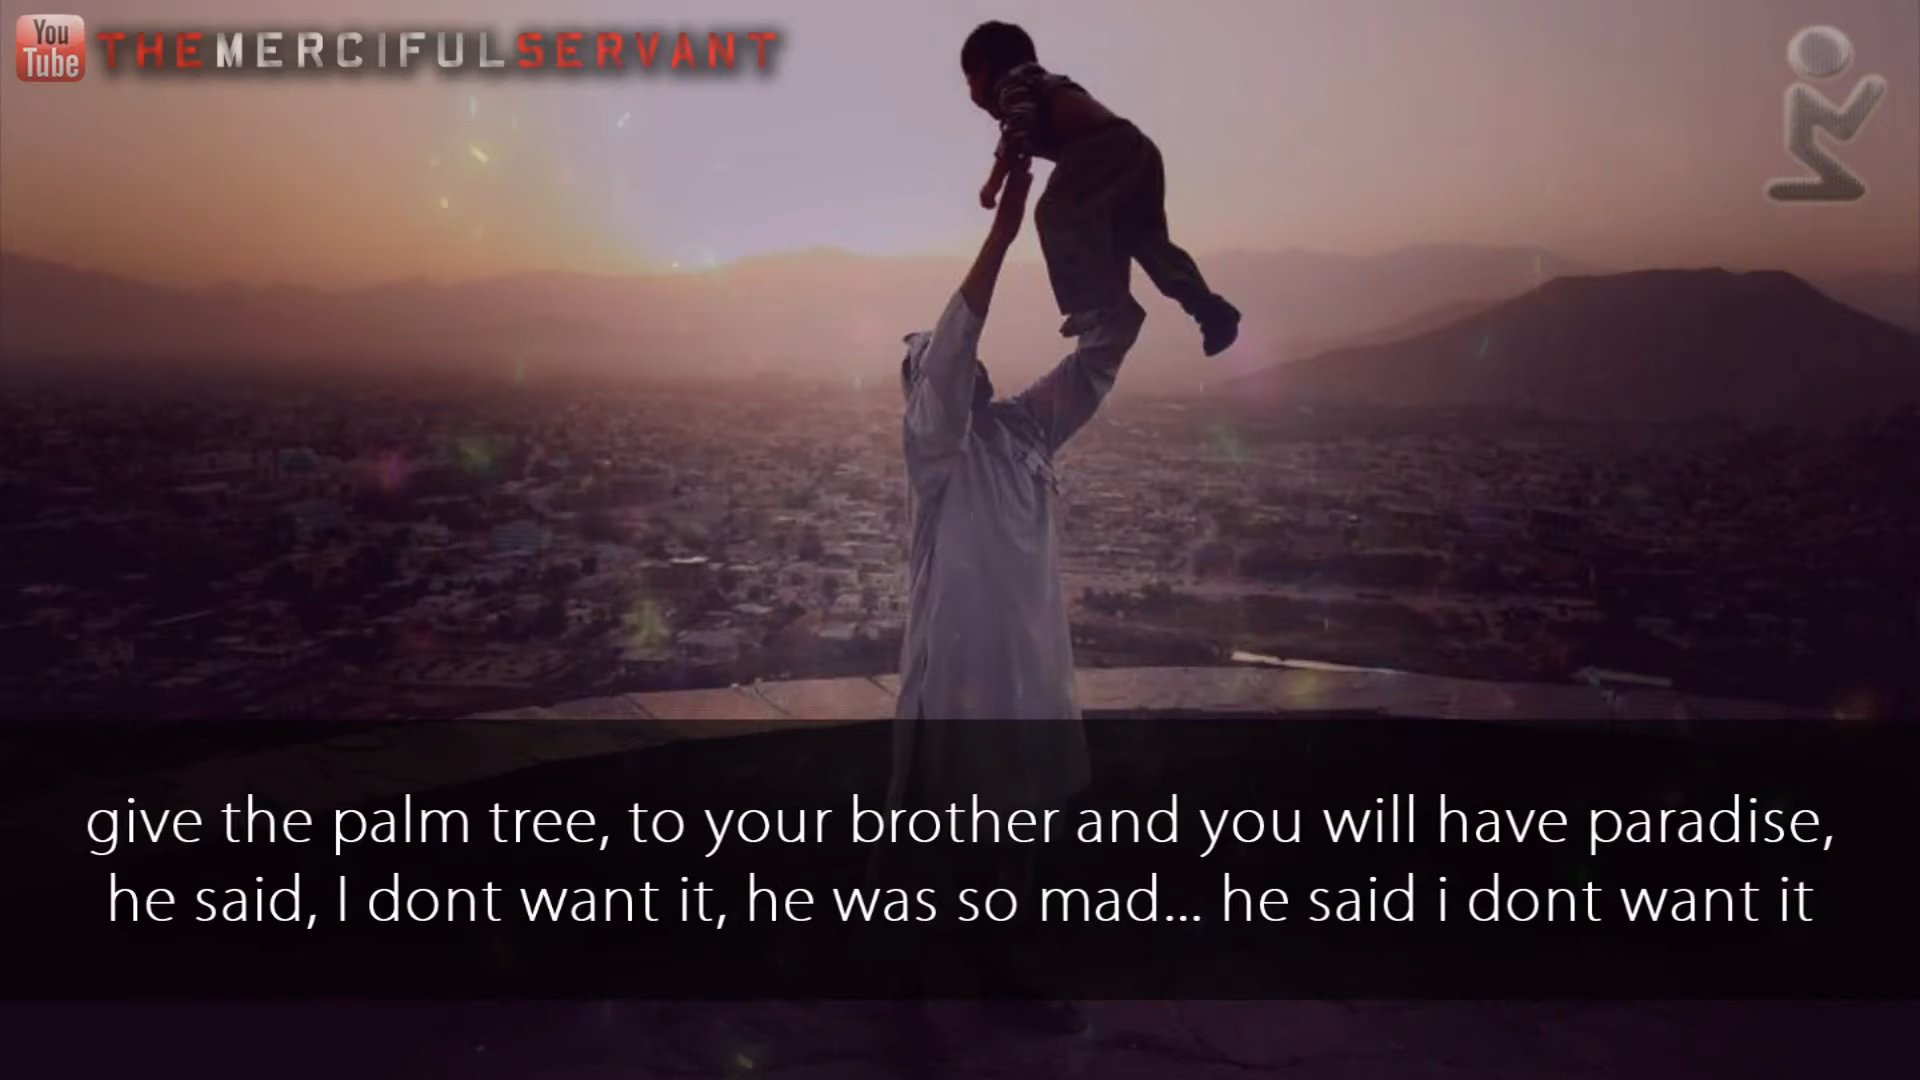 You
Tube
THEMERCIFULSERVANT
give the palm tree, to your brother and you will have paradise,
he said, I dont want it, he was so mad... he said i dont want it